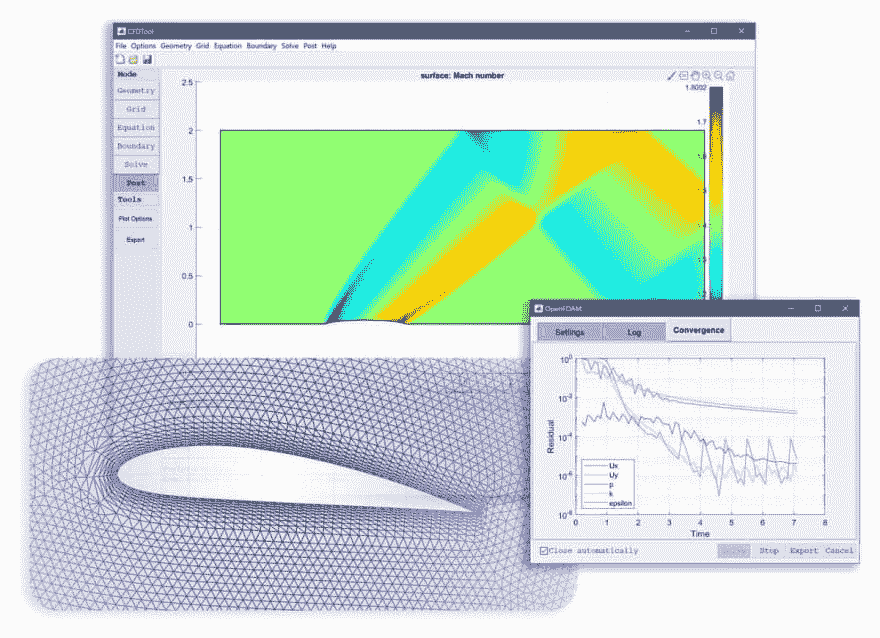 CFDTool
File Options Geometry Grid Equation Boundary Solve Post Help
Mode
Geometry
Grid
Equation
Boundary
Solve
Post
Tools
Plot Options
Export
surface: Mach number
2.5
2
1.5
1
0.5
0
1.8002
1.7
OpenFOAM
Settings Log Convergence
Residual
10^0
10^-2
10^-4
10^-6
10^-8
Ux
Uy
p
k
epsilon
0 1 2 3 4 5 6 7 8
Time
Close automatically
Stop Export Cancel